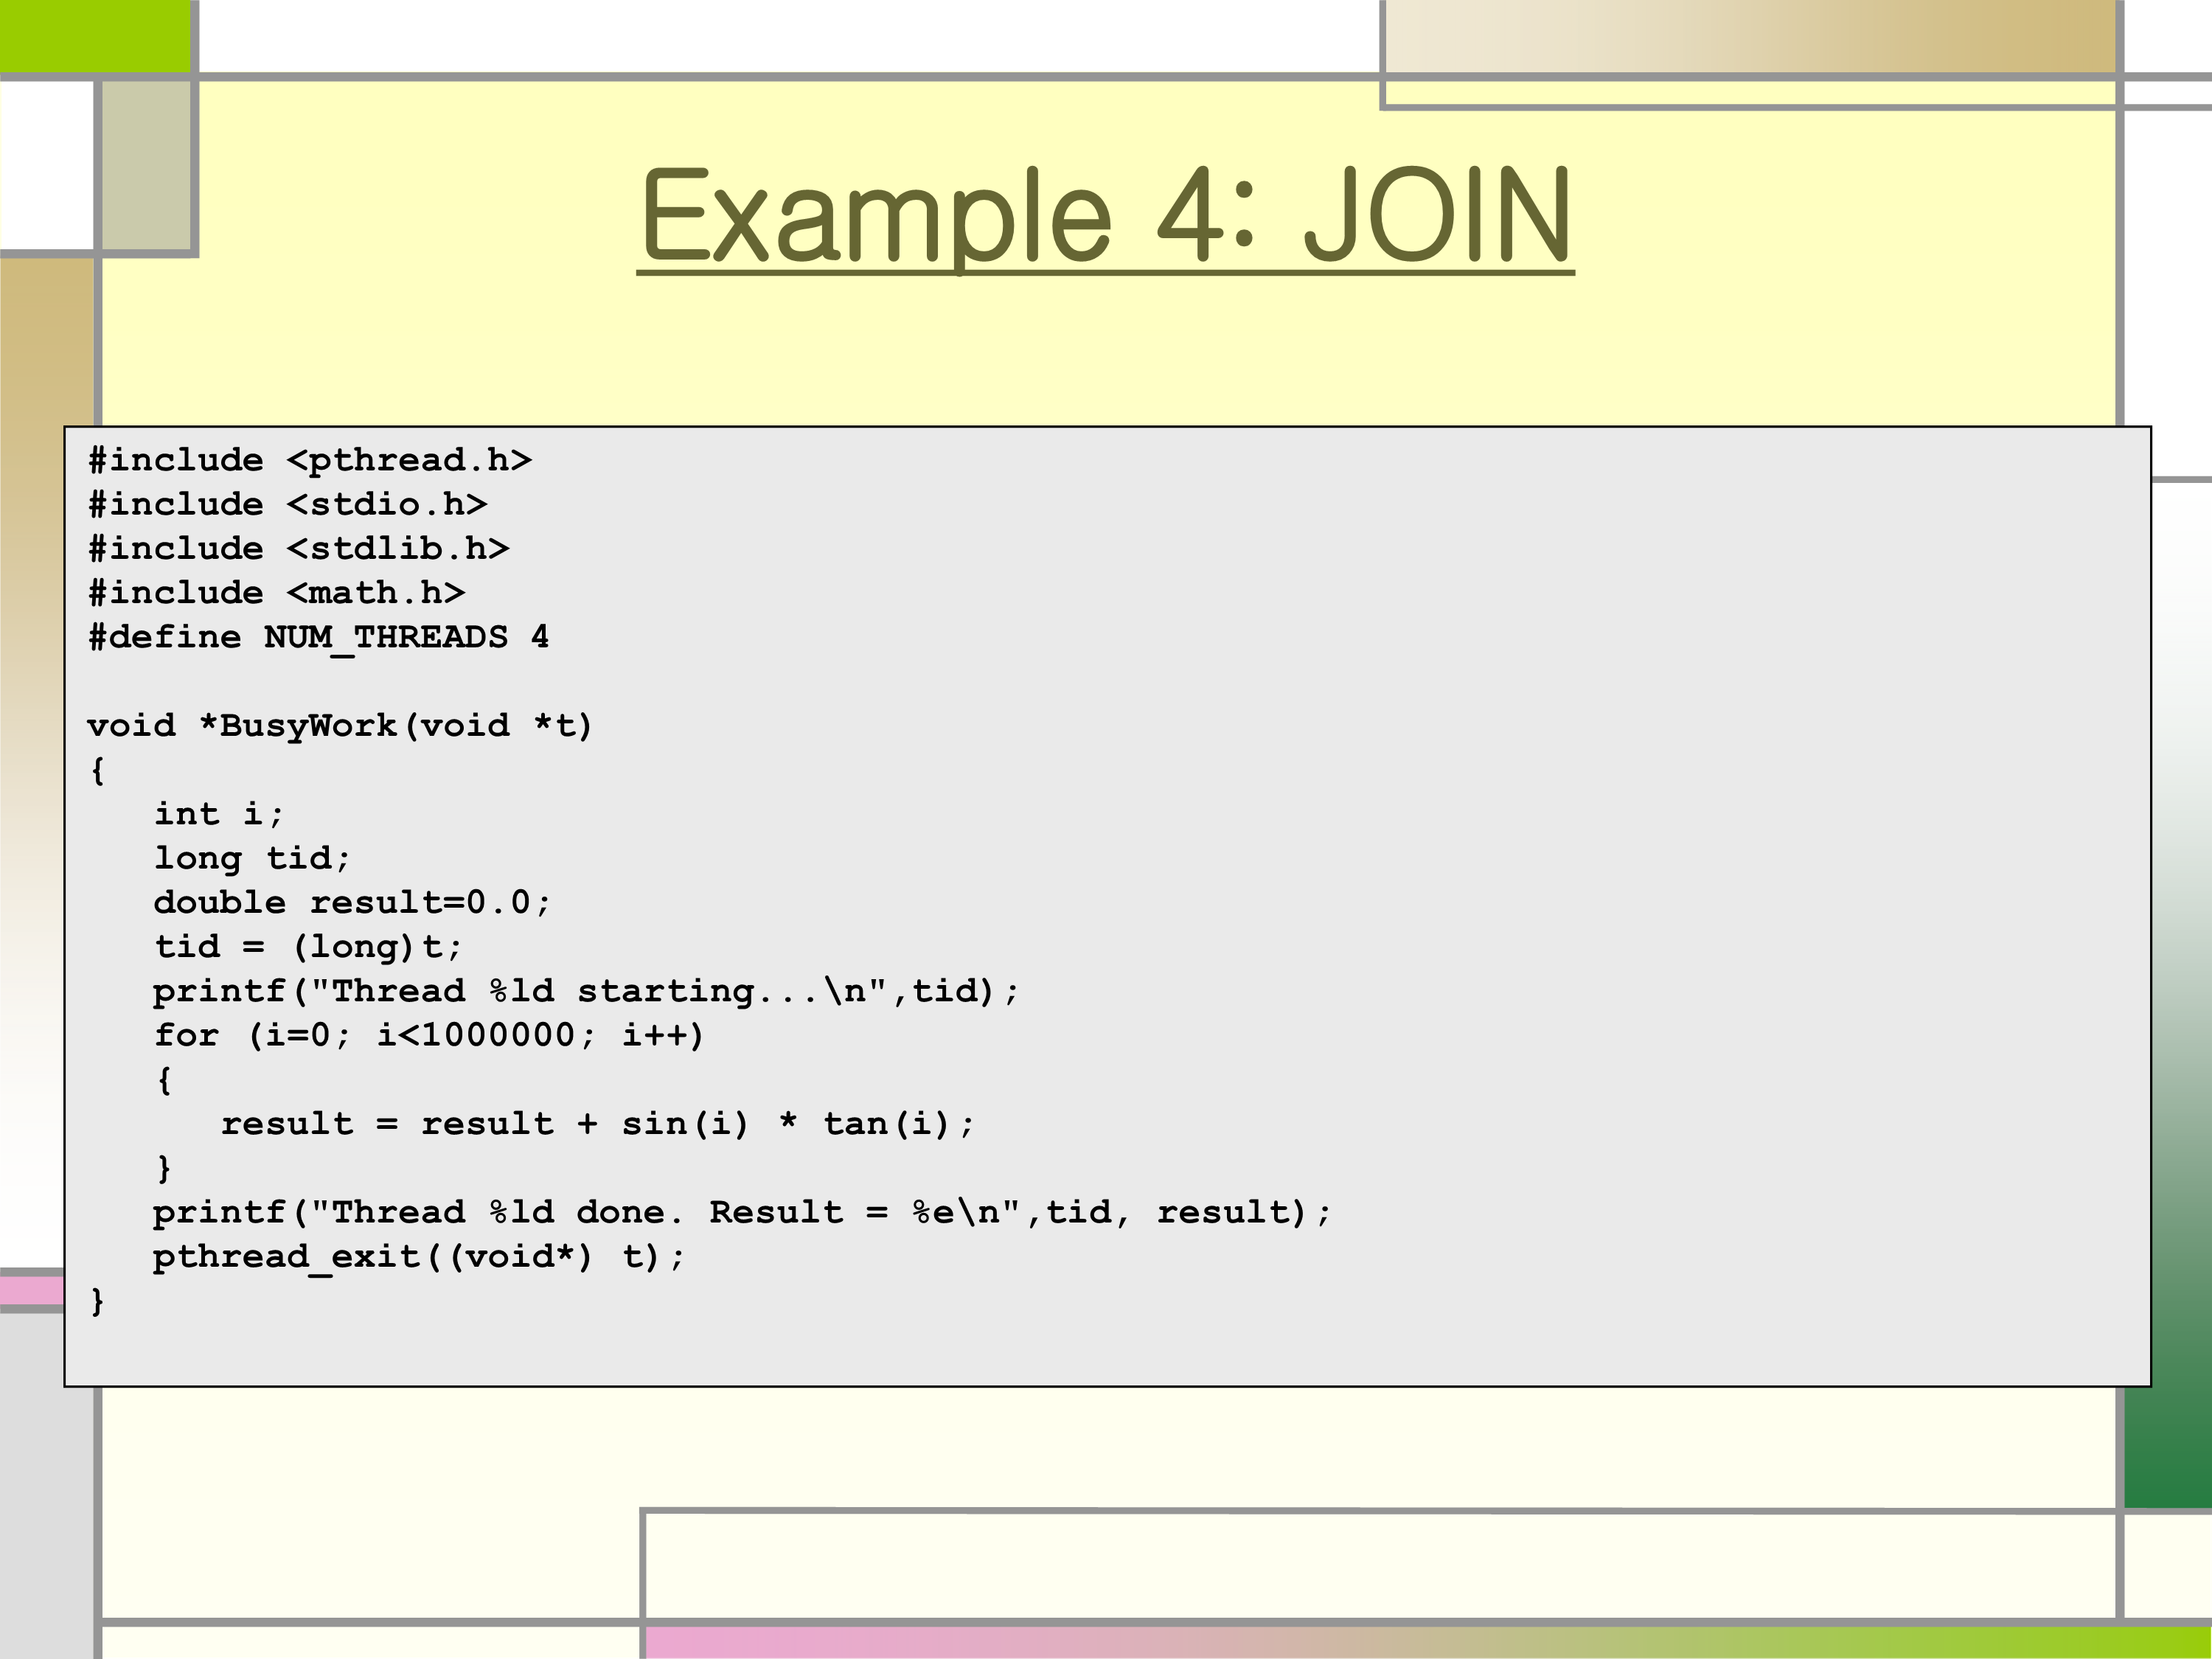 Example 4: JOIN
#include <pthread.h>
#include <stdio.h>
#include <stdlib.h>
#include <math.h>
#define NUM_THREADS 4

void *BusyWork(void *t)
{
   int i;
   long tid;
   double result=0.0;
   tid = (long)t;
   printf("Thread %ld starting...\n",tid);
   for (i=0; i<1000000; i++)
   {
      result = result + sin(i) * tan(i);
   }
   printf("Thread %ld done. Result = %e\n",tid, result);
   pthread_exit((void*) t);
}